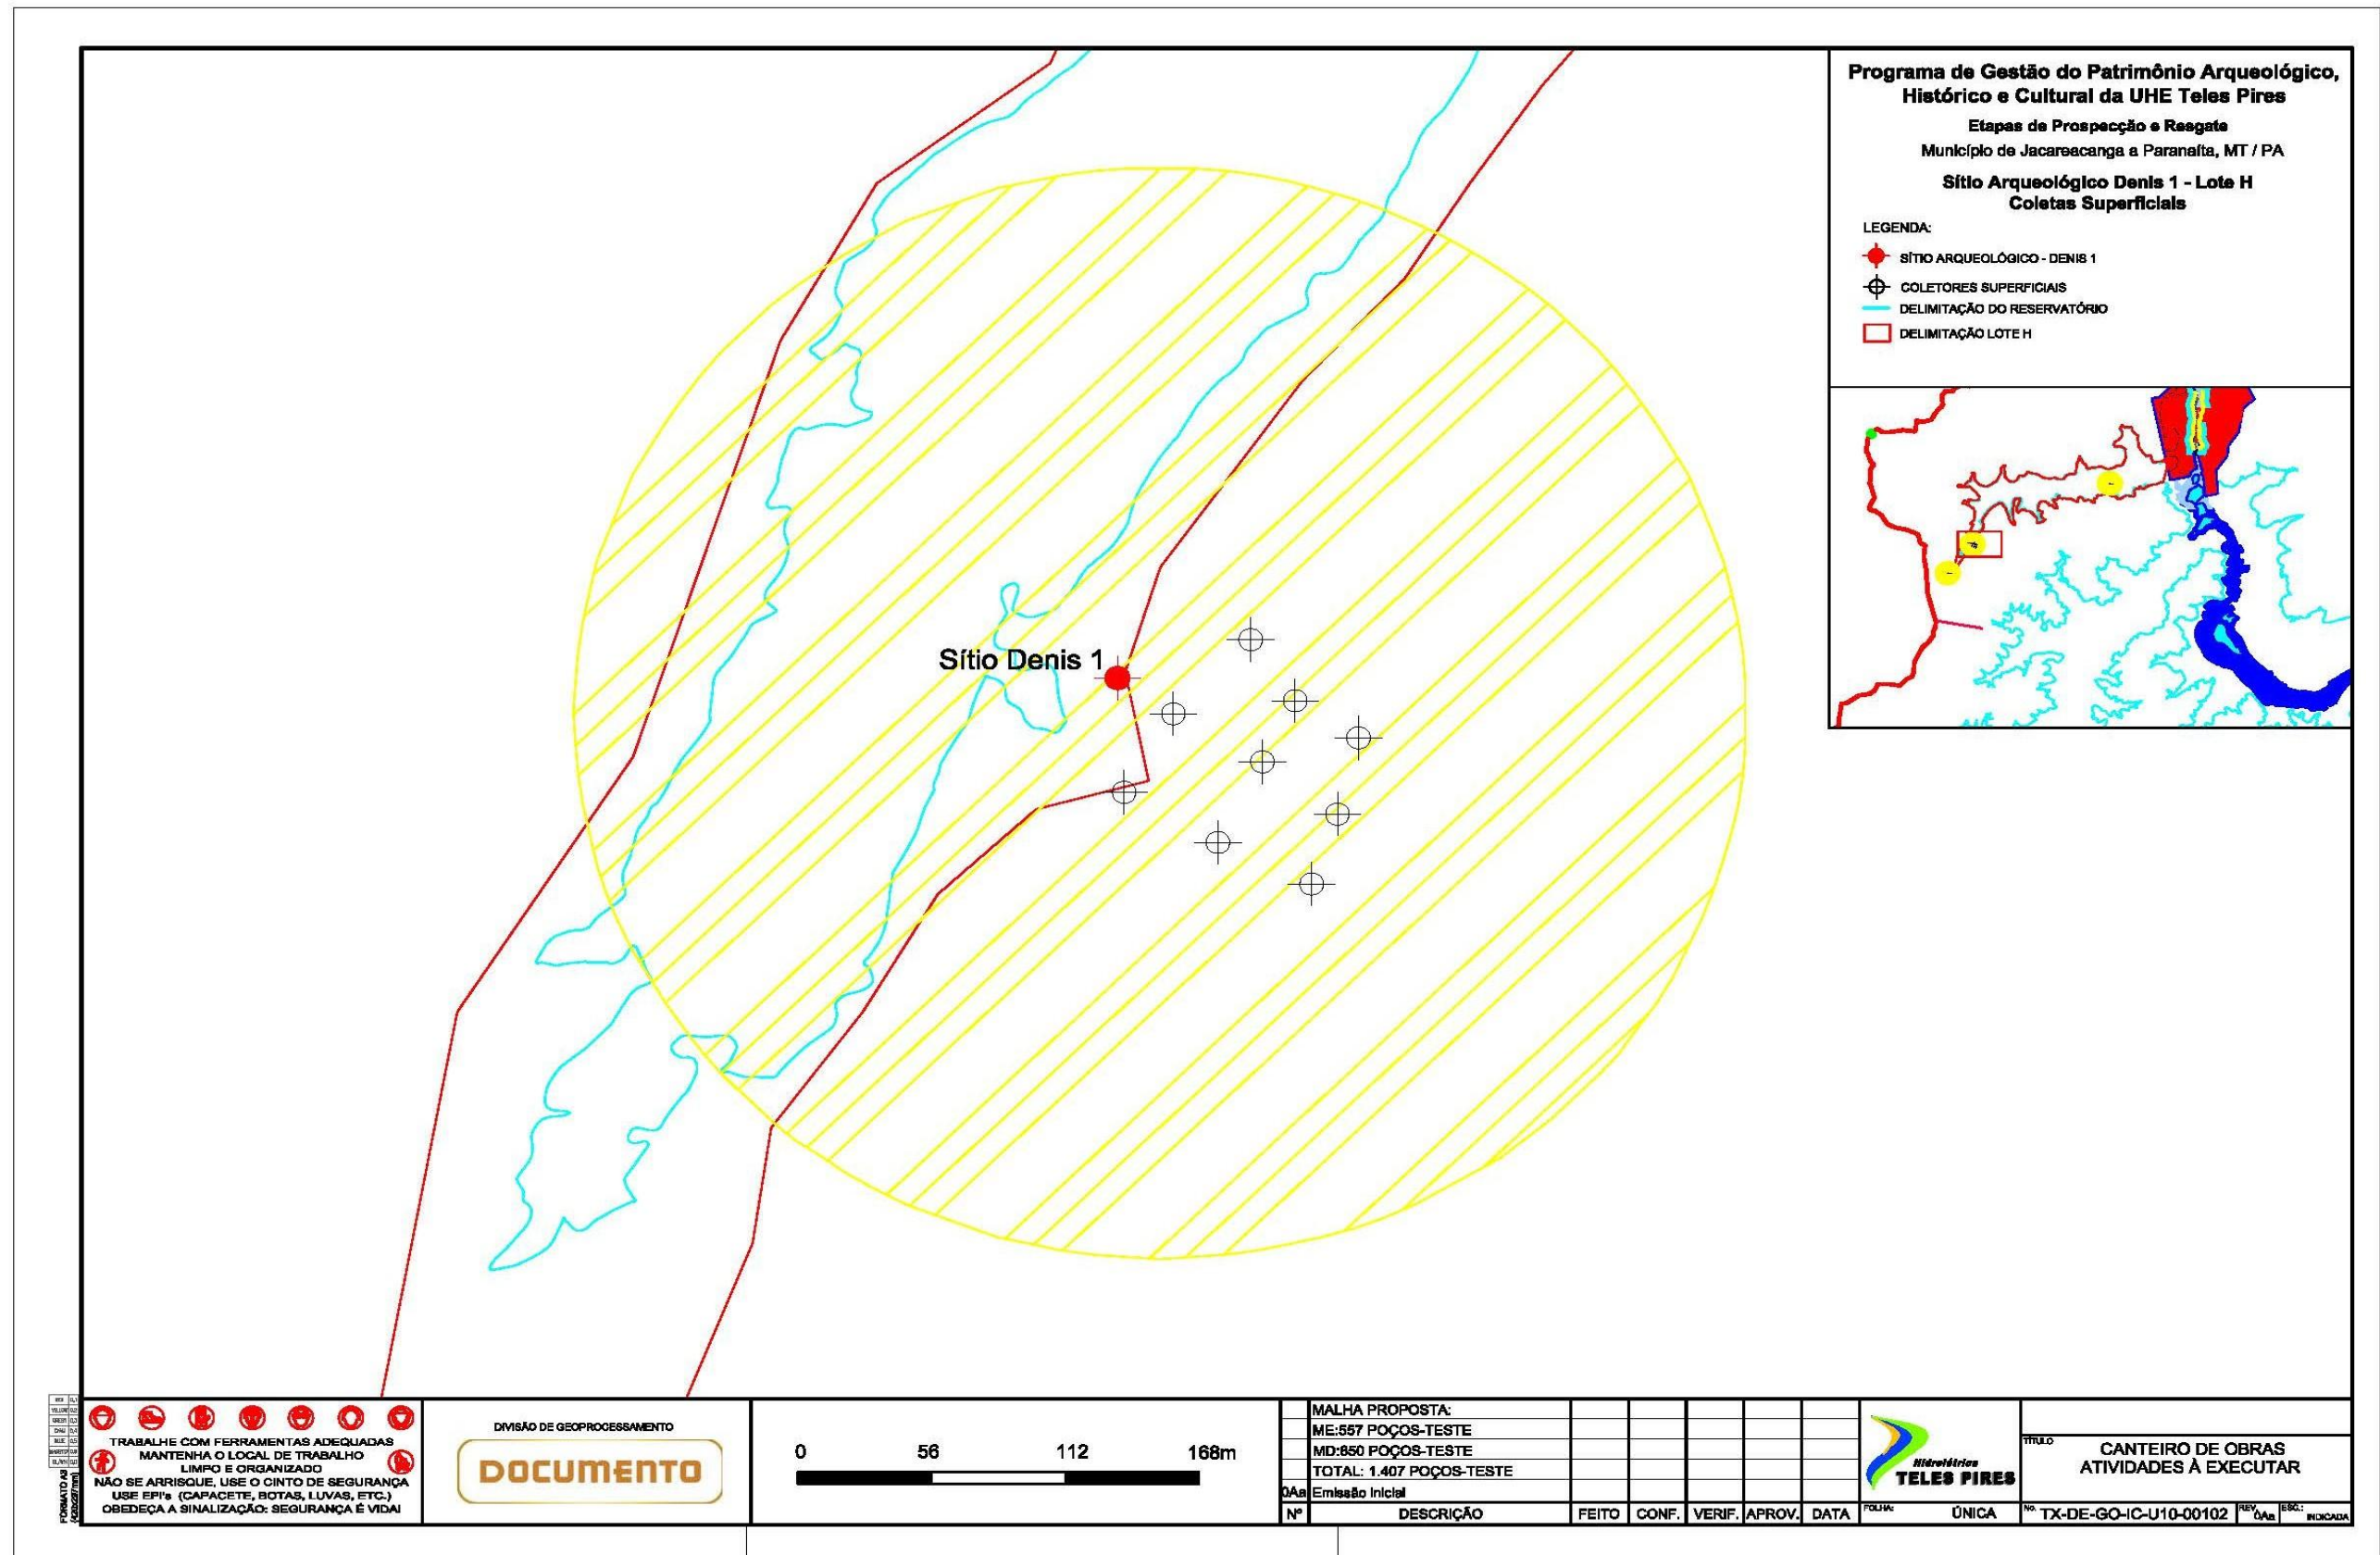 Programa de Gestão do Patrimônio Arqueológico,
Histórico e Cultural da UHE Teles Pires
Etapas de Prospecção e Resgate
Município de Jacareacanga a Paranaíta, MT / PA
Sítio Arqueológico Denis 1 - Lote H
Coletas Superficiais
LEGENDA:
SÍTIO ARQUEOLÓGICO - DENIS 1
COLETORES SUPERFICIAIS
DELIMITAÇÃO DO RESERVATÓRIO
DELIMITAÇÃO LOTE H
Sítio Denis 1
TRABALHE COM FERRAMENTAS ADEQUADAS
MANTENHA O LOCAL DE TRABALHO
LIMPO E ORGANIZADO
NÃO SE ARRISQUE, USE O CINTO DE SEGURANÇA
USE EPI's (CAPACETE, BOTAS, LUVAS, ETC.)
OBEDEÇA A SINALIZAÇÃO: SEGURANÇA É VIDA!
FORMATO A3
(420x297mm)
DIVISÃO DE GEOPROCESSAMENTO
DOCUMENTO
0 56 112 168m
MALHA PROPOSTA:
ME:557 POÇOS-TESTE
MD:850 POÇOS-TESTE
TOTAL: 1.407 POÇOS-TESTE
0Aa Emissão Inicial
Nº DESCRIÇÃO FEITO CONF. VERIF. APROV. DATA
Hidrelétrica
TELES PIRES
FOLHA: ÚNICA
TÍTULO
CANTEIRO DE OBRAS
ATIVIDADES À EXECUTAR
No. TX-DE-GO-IC-U10-00102 REV. 0Aa ESC.: INDICADA